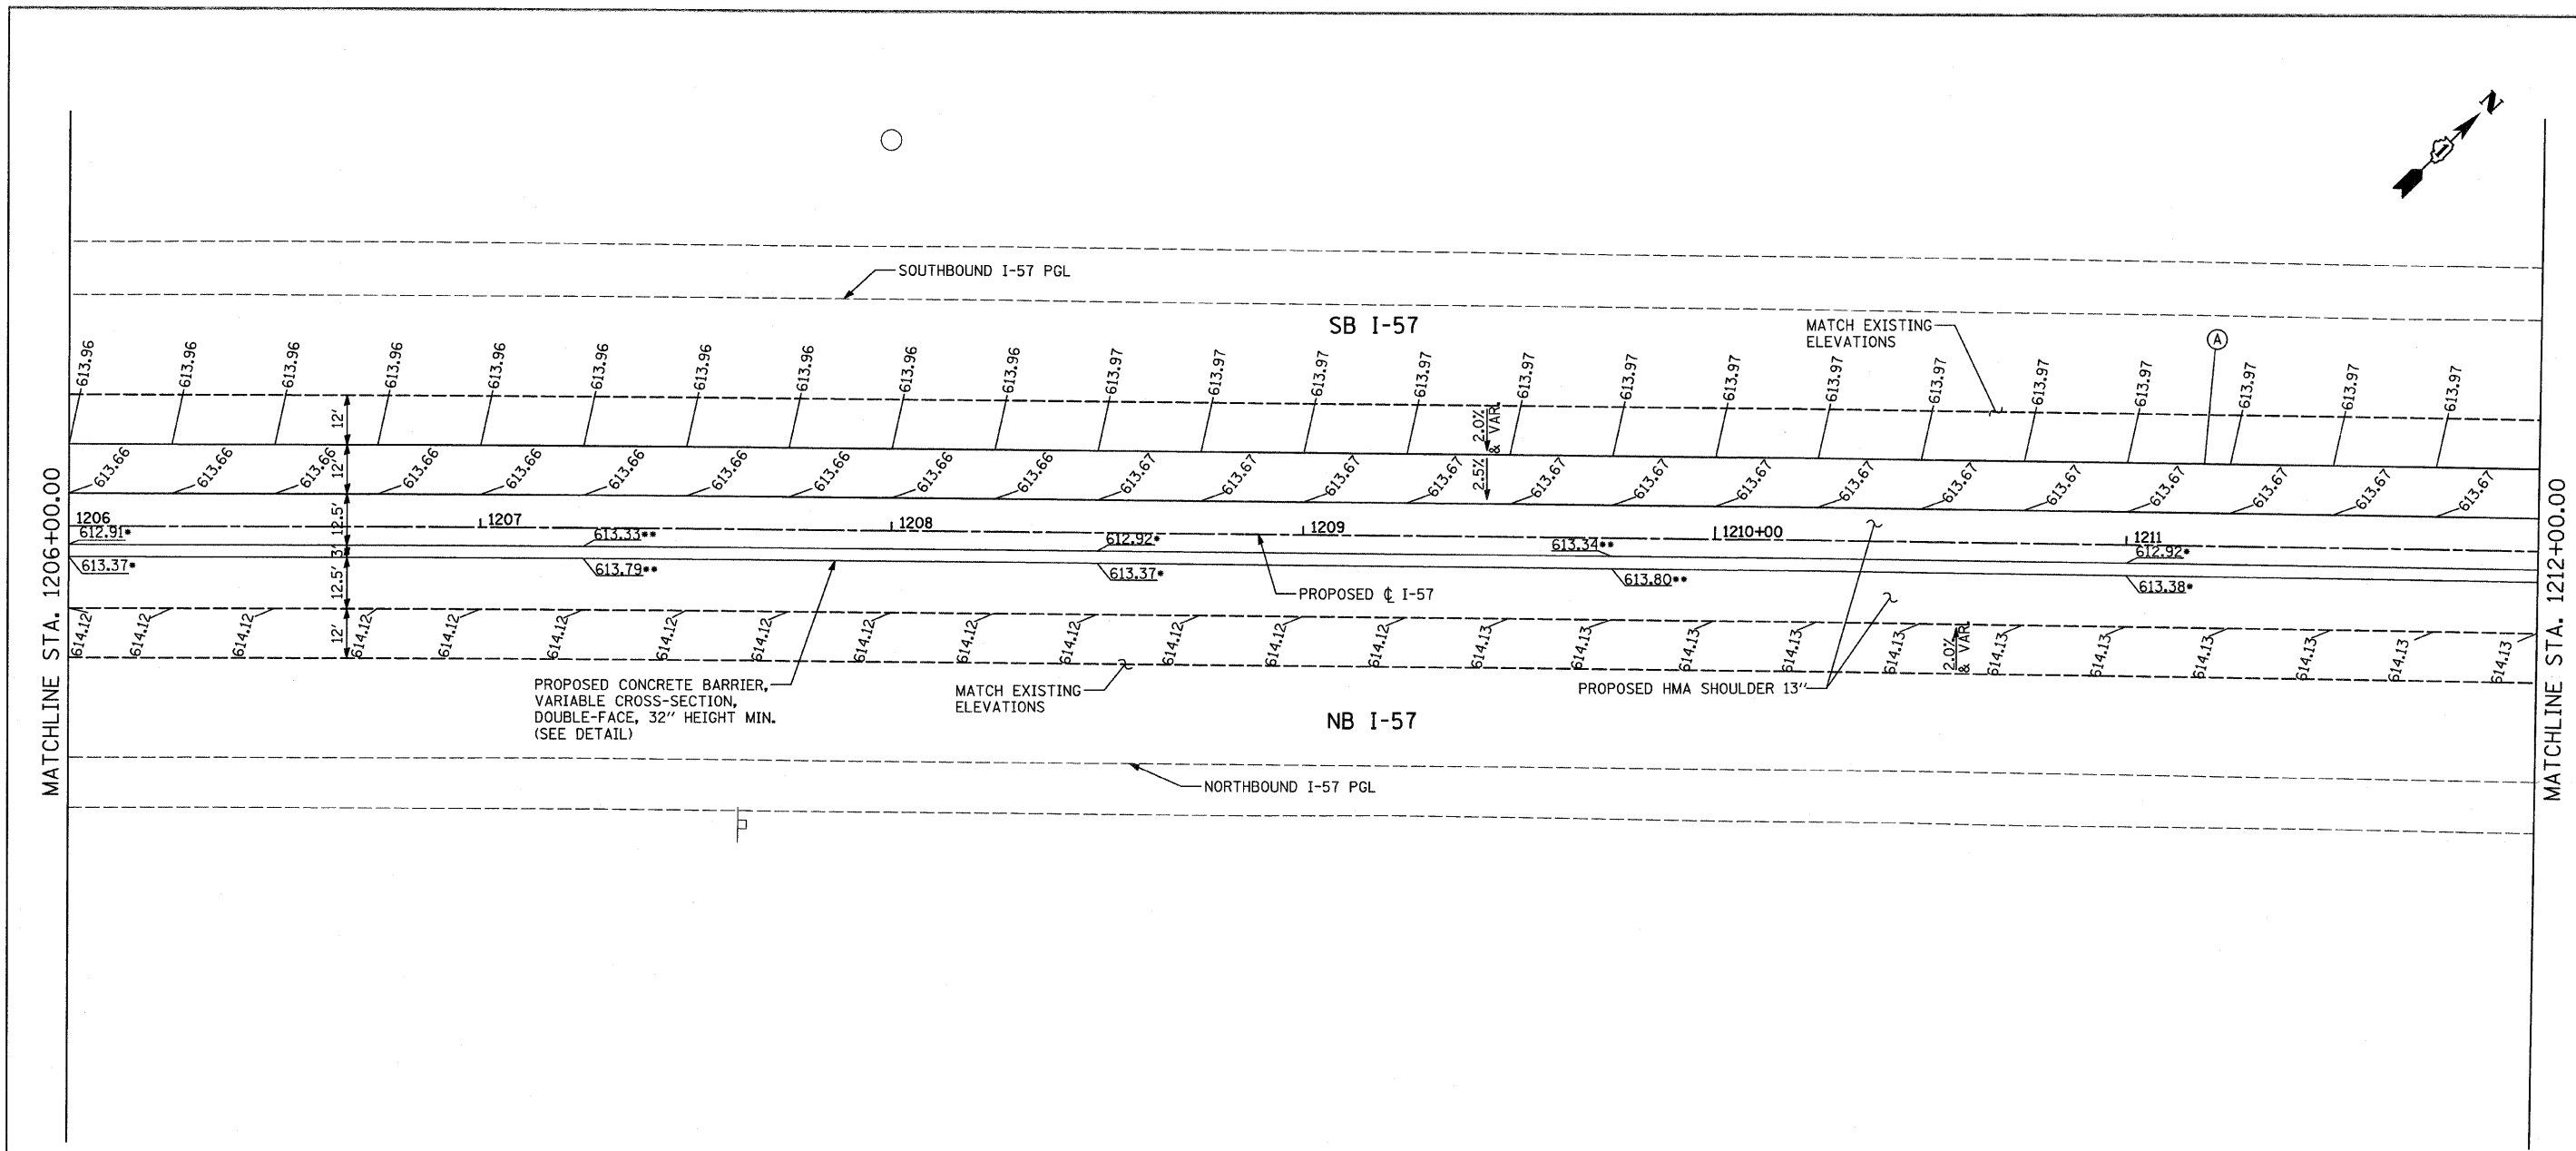 N
SOUTHBOUND I-57 PGL
SB I-57
MATCH EXISTING
ELEVATIONS
A
613.96 613.96 613.96 613.96 613.96 613.96 613.96 613.96 613.96 613.96 613.97 613.97 613.97 613.97 613.97 613.97 613.97 613.97 613.97 613.97 613.97 613.97 613.97 613.97
12'
2.0%
& VAR.
613.66 613.66 613.66 613.66 613.66 613.66 613.66 613.66 613.66 613.66 613.67 613.67 613.67 613.67 613.67 613.67 613.67 613.67 613.67 613.67 613.67 613.67 613.67 613.67
12'
2.5%
MATCHLINE STA. 1206+00.00
MATCHLINE STA. 1212+00.00
1206 1207 1208 1209 1210+00 1211
12.5'
612.91* 613.33** 612.92* 613.34** 612.92*
3'
613.37* 613.79** 613.37* 613.80** 613.38*
12.5'
PROPOSED ℄ I-57
614.12 614.12 614.12 614.12 614.12 614.12 614.12 614.12 614.12 614.12 614.12 614.12 614.12 614.12 614.13 614.13 614.13 614.13 614.13 614.13 614.13 614.13 614.13 614.13 614.13
12'
2.0%
& VAR.
PROPOSED CONCRETE BARRIER,
VARIABLE CROSS-SECTION,
DOUBLE-FACE, 32" HEIGHT MIN.
(SEE DETAIL)
MATCH EXISTING
ELEVATIONS
PROPOSED HMA SHOULDER 13"
NB I-57
NORTHBOUND I-57 PGL